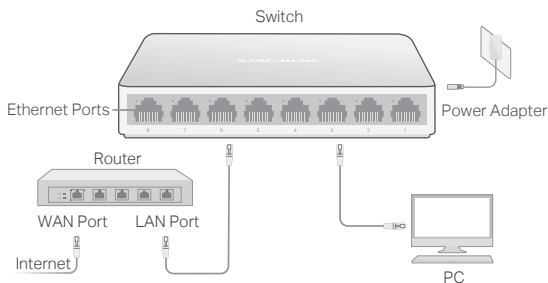 Switch
MERCUSYS
Ethernet Ports
8 7 6 5 4 3 2 1
Power Adapter
Router
WAN Port LAN Port
Internet
PC